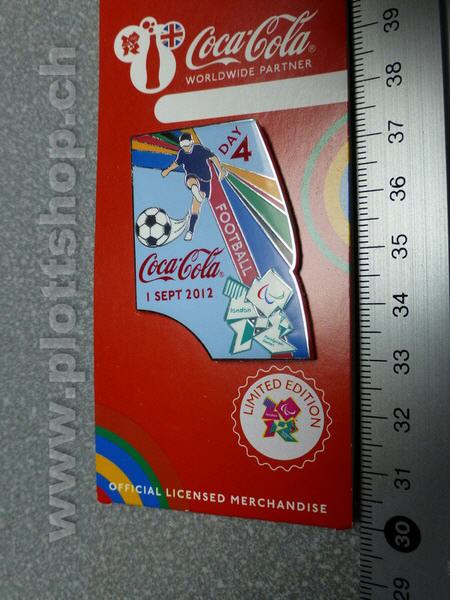 Coca-Cola®
WORLDWIDE PARTNER
DAY
4
FOOTBALL
Coca-Cola®
1 SEPT 2012
london
LIMITED EDITION
OFFICIAL LICENSED MERCHANDISE
39
38
37
36
35
34
33
32
31
30
29
www.plottshop.ch